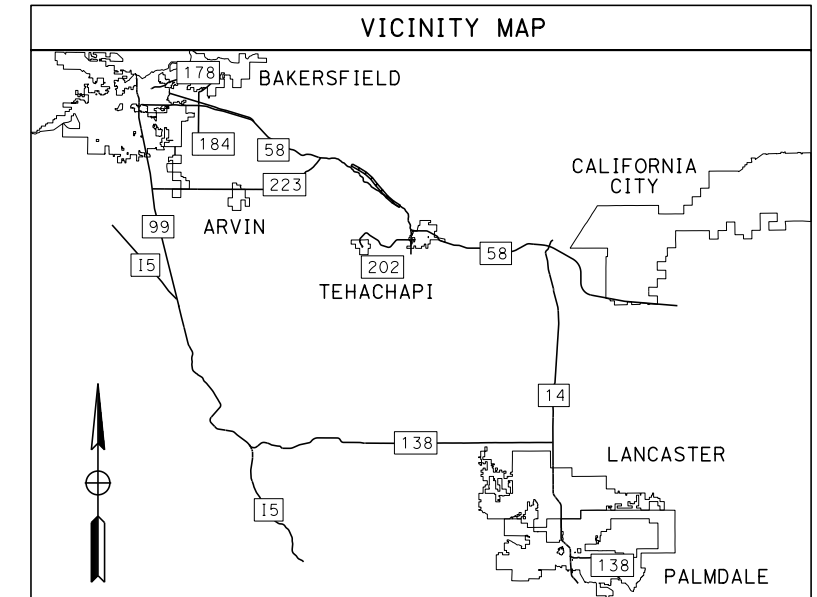 VICINITY MAP
178
BAKERSFIELD
184
58
CALIFORNIA
CITY
223
99
ARVIN
I5
202
58
TEHACHAPI
14
138
LANCASTER
I5
138
PALMDALE